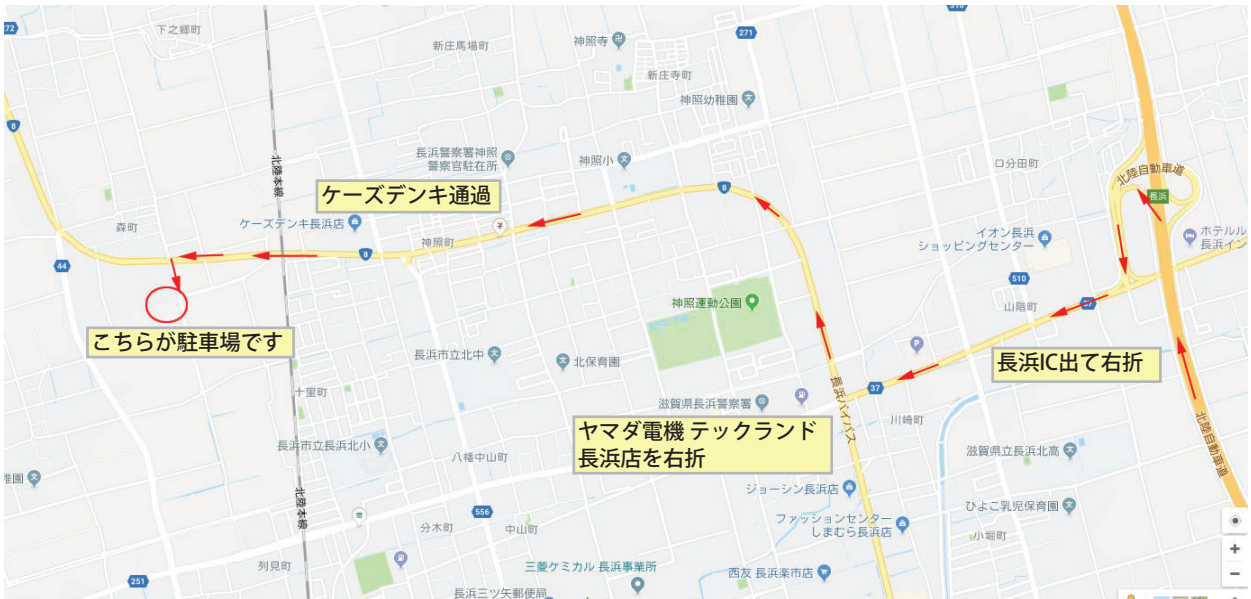 272
下之郷町
新庄馬場町
神照寺
271
510
新庄寺町
神照幼稚園
8
長浜警察署神照
警察官駐在所
神照小
口分田町
北陸自動車道
長浜
北陸本線
ケーズデンキ通過
8
森町
ケーズデンキ長浜店
神照町
イオン長浜
ショッピングセンター
ホテルル
長浜イン
44
8
510
神照運動公園
山階町
37
こちらが駐車場です
長浜市立北中
北保育園
長浜IC出て右折
37
十里町
滋賀県長浜警察署
長浜バイパス
川崎町
北陸自動車道
ヤマダ電機 テックランド
長浜店を右折
長浜市立長浜北小
八幡中山町
滋賀県立長浜北高
稚園
北陸本線
ジョーシン長浜店
ひよこ乳児保育園
556
分木町
中山町
ファッションセンター
しまむら長浜店
小堀町
列見町
251
三菱ケミカル 長浜事業所
西友 長浜楽市店
長浜三ツ矢郵便局